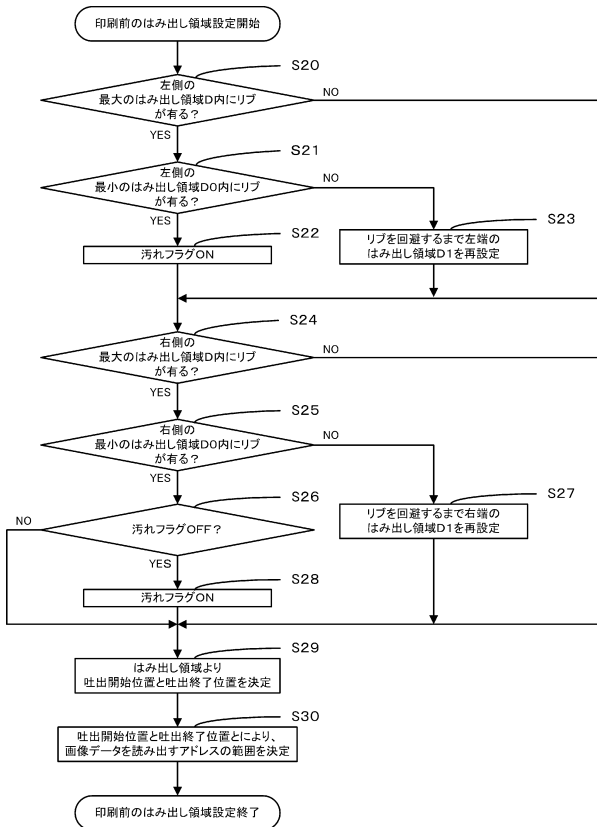 印刷前のはみ出し領域設定開始
S20
左側の
最大のはみ出し領域D内にリブ
が有る?
NO
YES
S21
左側の
最小のはみ出し領域D0内にリブ
が有る?
NO
YES
S22
汚れフラグON
S23
リブを回避するまで左端の
はみ出し領域D1を再設定
S24
右側の
最大のはみ出し領域D内にリブ
が有る?
NO
YES
S25
右側の
最小のはみ出し領域D0内にリブ
が有る?
NO
YES
S26
汚れフラグOFF?
NO
YES
S27
リブを回避するまで右端の
はみ出し領域D1を再設定
S28
汚れフラグON
S29
はみ出し領域より
吐出開始位置と吐出終了位置を決定
S30
吐出開始位置と吐出終了位置とにより、
画像データを読み出すアドレスの範囲を決定
印刷前のはみ出し領域設定終了